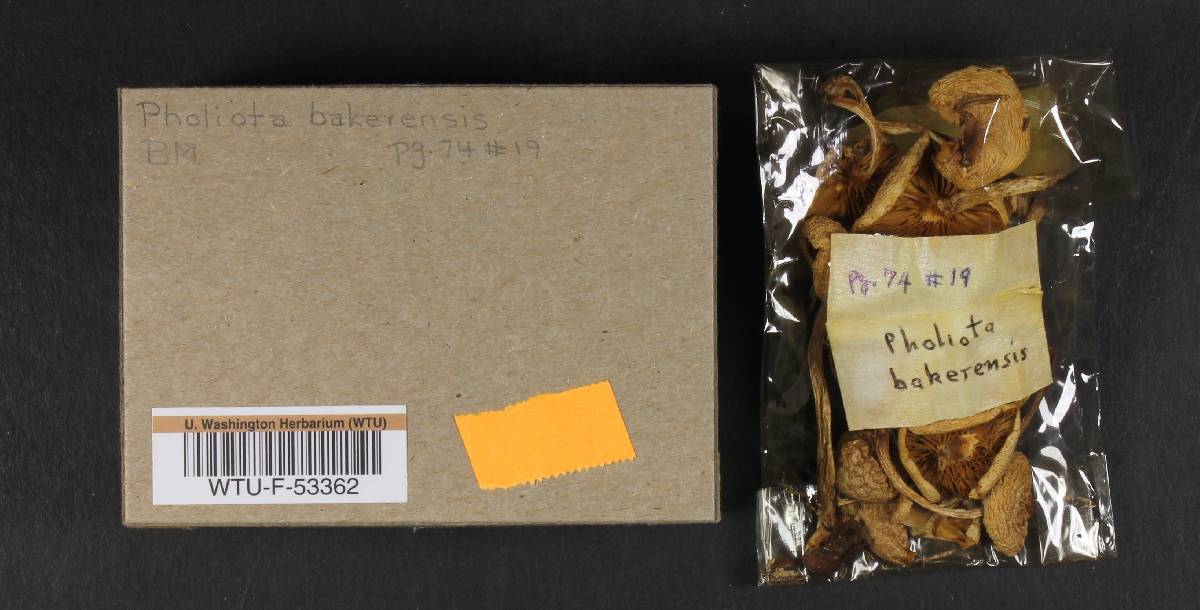 Pholiota bakerensis
BM pg. 74 #19
U. Washington Herbarium (WTU)
WTU-F-53362
Pg. 74 #19
Pholiota
bakerensis